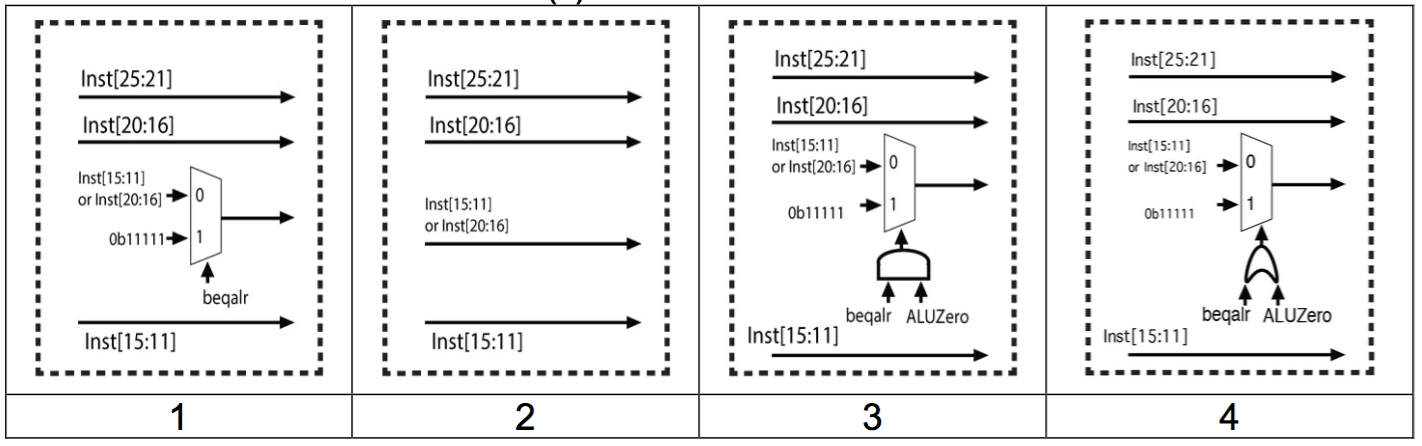 Inst[25:21]
Inst[20:16]
Inst[15:11]
or Inst[20:16]
0
0b11111
1
beqalr
Inst[15:11]
1
Inst[25:21]
Inst[20:16]
Inst[15:11]
or Inst[20:16]
Inst[15:11]
2
Inst[25:21]
Inst[20:16]
Inst[15:11]
or Inst[20:16]
0
0b11111
1
beqalr ALUZero
Inst[15:11]
3
Inst[25:21]
Inst[20:16]
Inst[15:11]
or Inst[20:16]
0
0b11111
1
beqalr ALUZero
Inst[15:11]
4